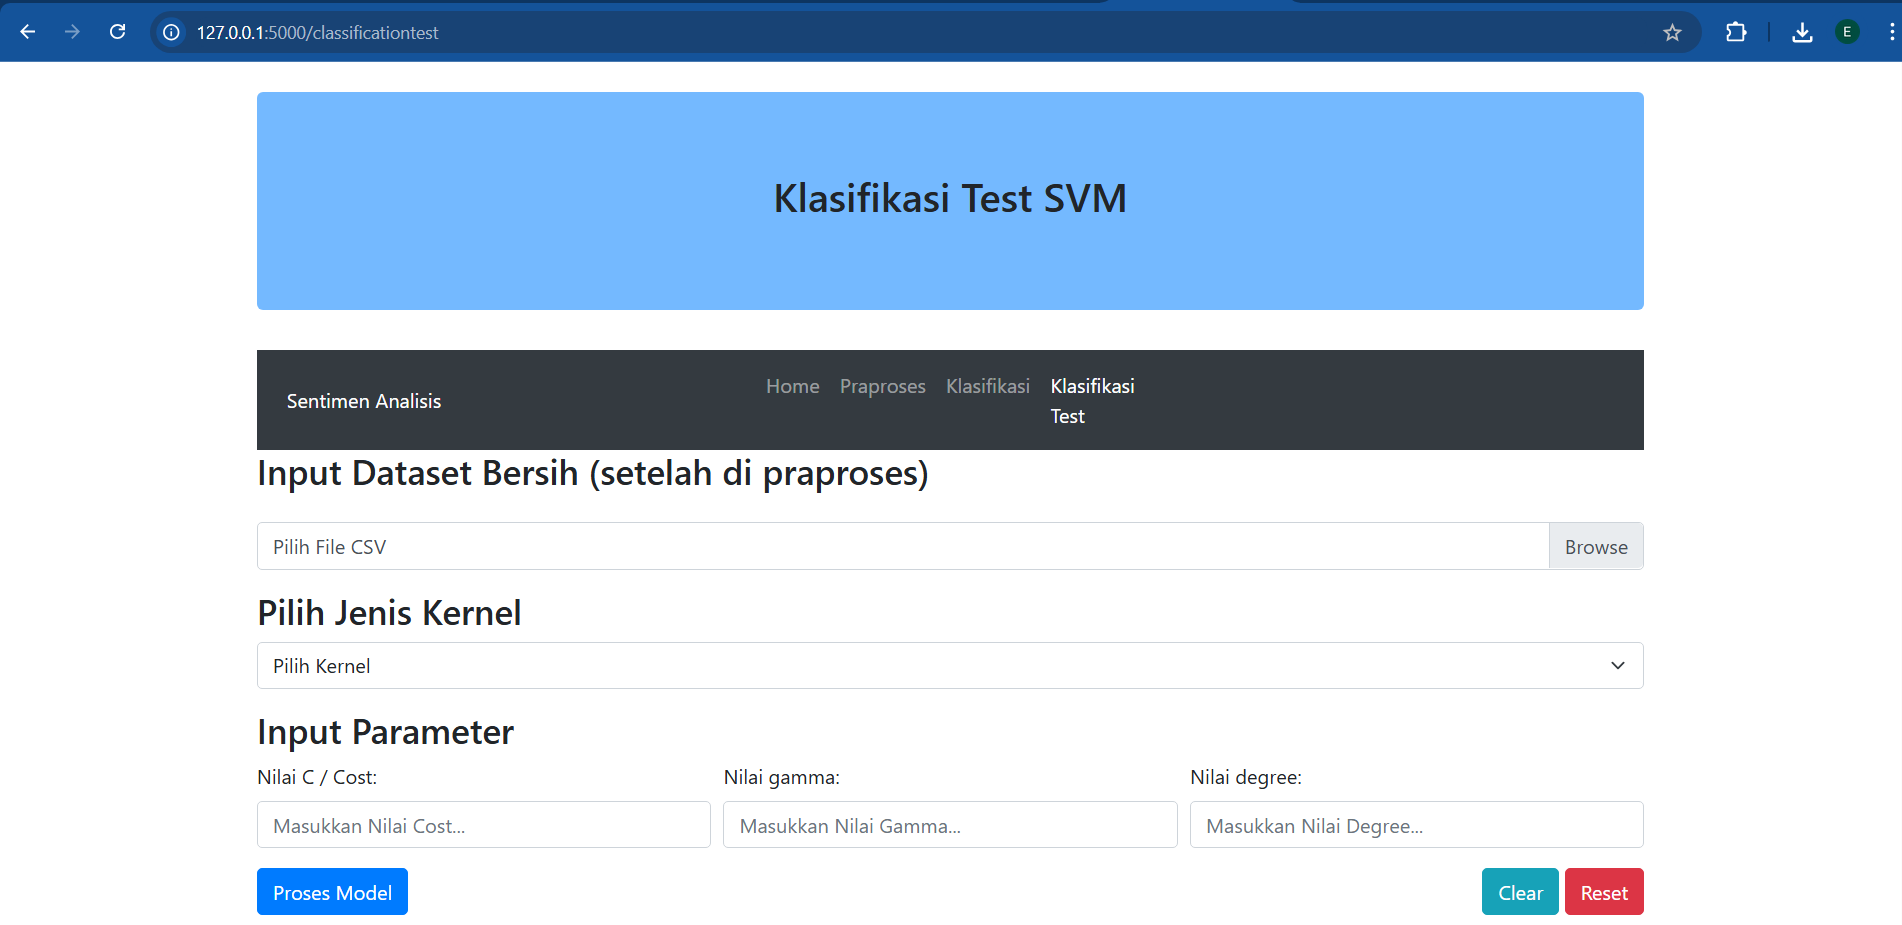 127.0.0.1:5000/classificationtest
E
Klasifikasi Test SVM
Sentimen Analisis
Home Praproses Klasifikasi Klasifikasi Test
Input Dataset Bersih (setelah di praproses)
Pilih File CSV Browse
Pilih Jenis Kernel
Pilih Kernel
Input Parameter
Nilai C / Cost: Nilai gamma: Nilai degree:
Masukkan Nilai Cost... Masukkan Nilai Gamma... Masukkan Nilai Degree...
Proses Model Clear Reset